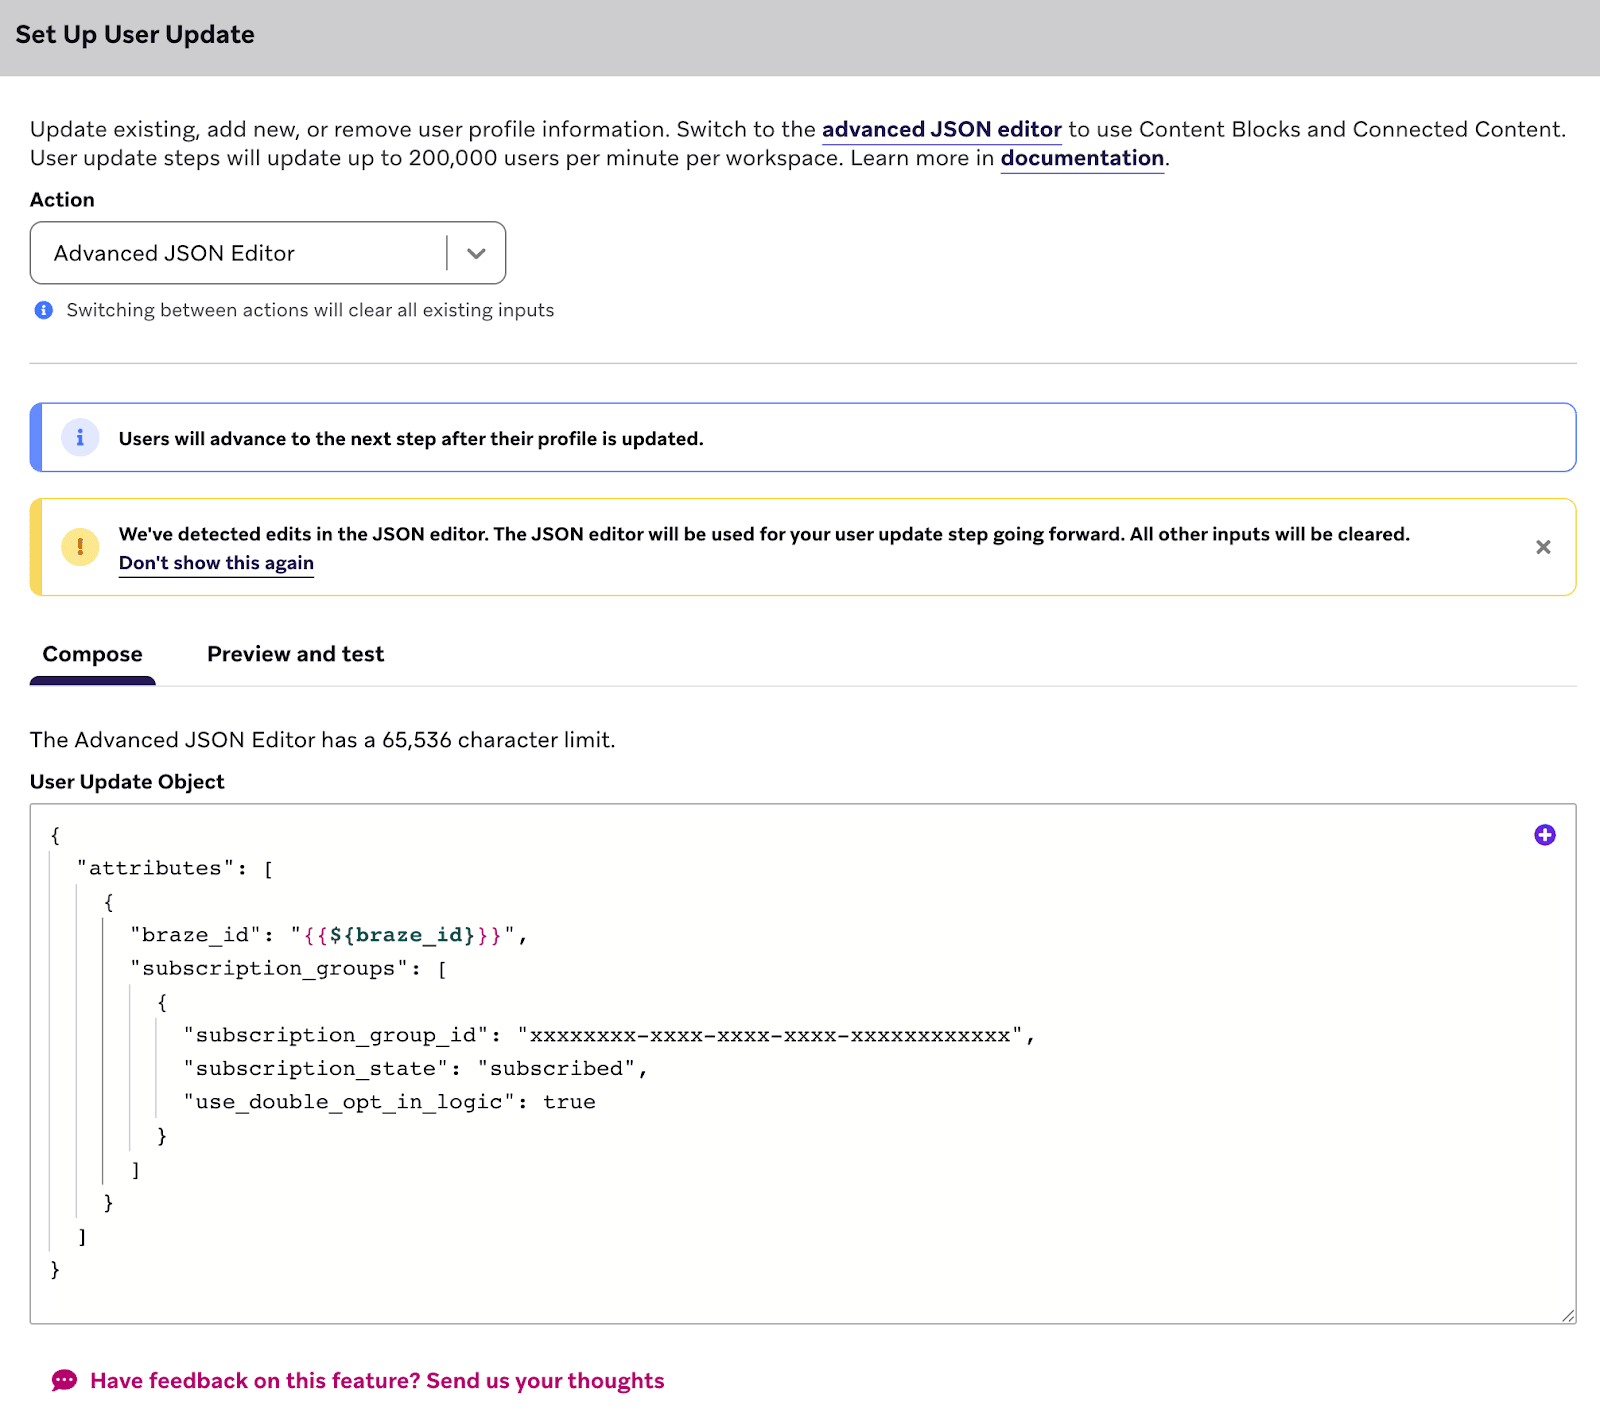 Set Up User Update
Update existing, add new, or remove user profile information. Switch to the advanced JSON editor to use Content Blocks and Connected Content.
User update steps will update up to 200,000 users per minute per workspace. Learn more in documentation.
Action
Advanced JSON Editor
Switching between actions will clear all existing inputs
Users will advance to the next step after their profile is updated.
We've detected edits in the JSON editor. The JSON editor will be used for your user update step going forward. All other inputs will be cleared.
Don't show this again
Compose
Preview and test
The Advanced JSON Editor has a 65,536 character limit.
User Update Object
{
"attributes": [
{
"braze_id": "{{${braze_id}}}",
"subscription_groups": [
{
"subscription_group_id": "xxxxxxxx-xxxx-xxxx-xxxx-xxxxxxxxxxxx",
"subscription_state": "subscribed",
"use_double_opt_in_logic": true
}
]
}
]
}
Have feedback on this feature? Send us your thoughts